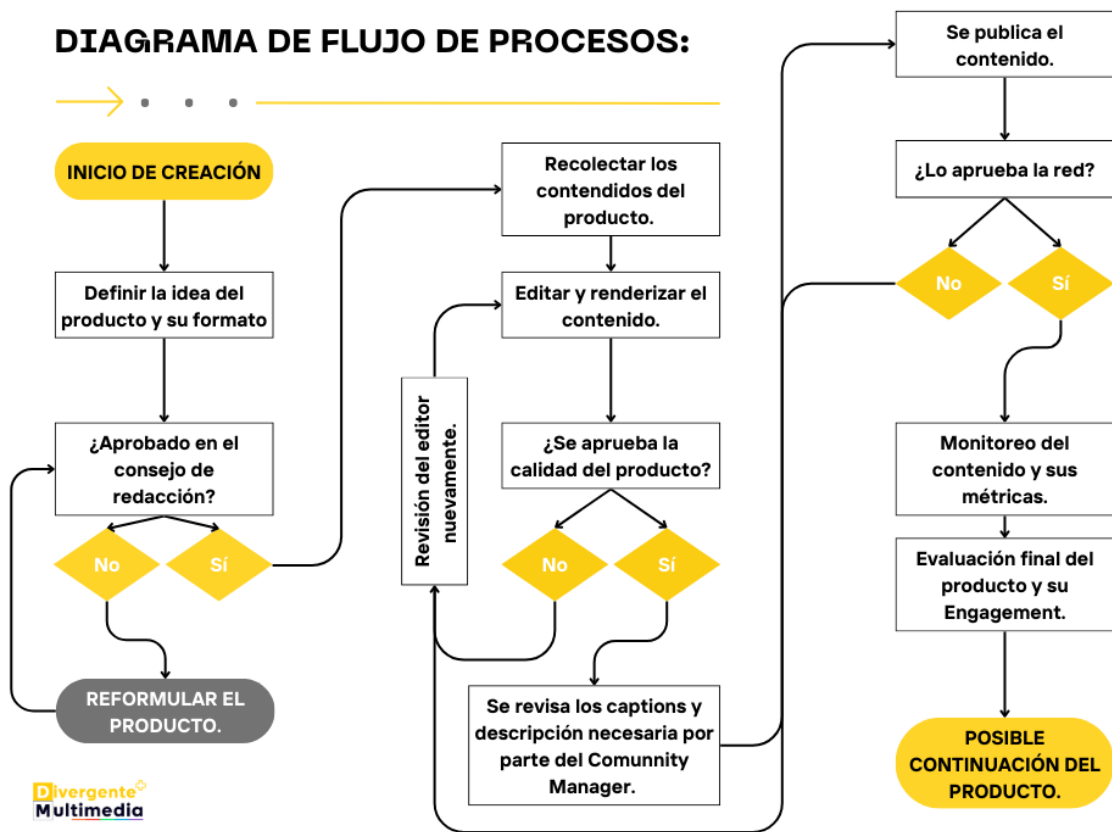 DIAGRAMA DE FLUJO DE PROCESOS:
INICIO DE CREACIÓN
Definir la idea del
producto y su formato
¿Aprobado en el
consejo de
redacción?
No
Sí
REFORMULAR EL
PRODUCTO.
Recolectar los
contendidos del
producto.
Editar y renderizar el
contenido.
Revisión del editor
nuevamente.
¿Se aprueba la
calidad del producto?
No
Sí
Se revisa los captions y
descripción necesaria por
parte del Comunnity
Manager.
Se publica el
contenido.
¿Lo aprueba la red?
No
Sí
Monitoreo del
contenido y sus
métricas.
Evaluación final del
producto y su
Engagement.
POSIBLE
CONTINUACIÓN DEL
PRODUCTO.
Divergente
Multimedia